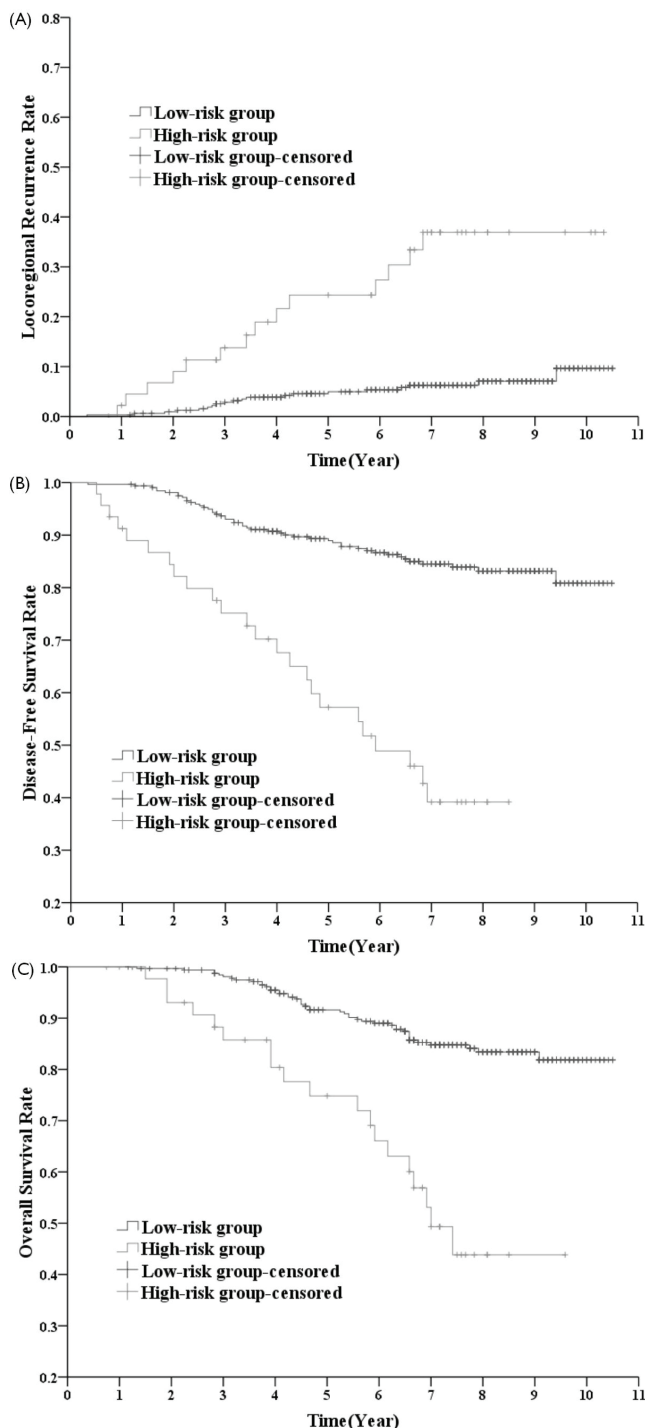 (A)
0.8
0.7
0.6
0.5
0.4
0.3
0.2
0.1
0.0
Locoregional Recurrence Rate
Low-risk group
High-risk group
Low-risk group-censored
High-risk group-censored
0 1 2 3 4 5 6 7 8 9 10 11
Time(Year)
(B)
1.0
0.9
0.8
0.7
0.6
0.5
0.4
0.3
0.2
Disease-Free Survival Rate
Low-risk group
High-risk group
Low-risk group-censored
High-risk group-censored
0 1 2 3 4 5 6 7 8 9 10 11
Time(Year)
(C)
1.0
0.9
0.8
0.7
0.6
0.5
0.4
0.3
0.2
Overall Survival Rate
Low-risk group
High-risk group
Low-risk group-censored
High-risk group-censored
0 1 2 3 4 5 6 7 8 9 10 11
Time(Year)